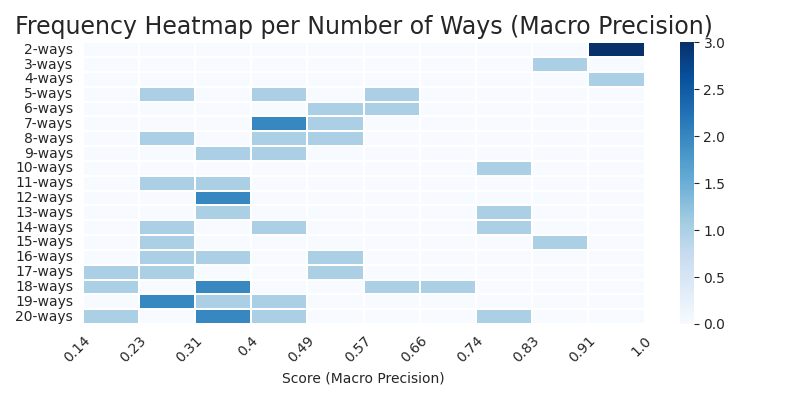 Frequency Heatmap per Number of Ways (Macro Precision)
2-ways
3-ways
4-ways
5-ways
6-ways
7-ways
8-ways
9-ways
10-ways
11-ways
12-ways
13-ways
14-ways
15-ways
16-ways
17-ways
18-ways
19-ways
20-ways
0.14 0.23 0.31 0.4 0.49 0.57 0.66 0.74 0.83 0.91 1.0
Score (Macro Precision)
3.0
2.5
2.0
1.5
1.0
0.5
0.0